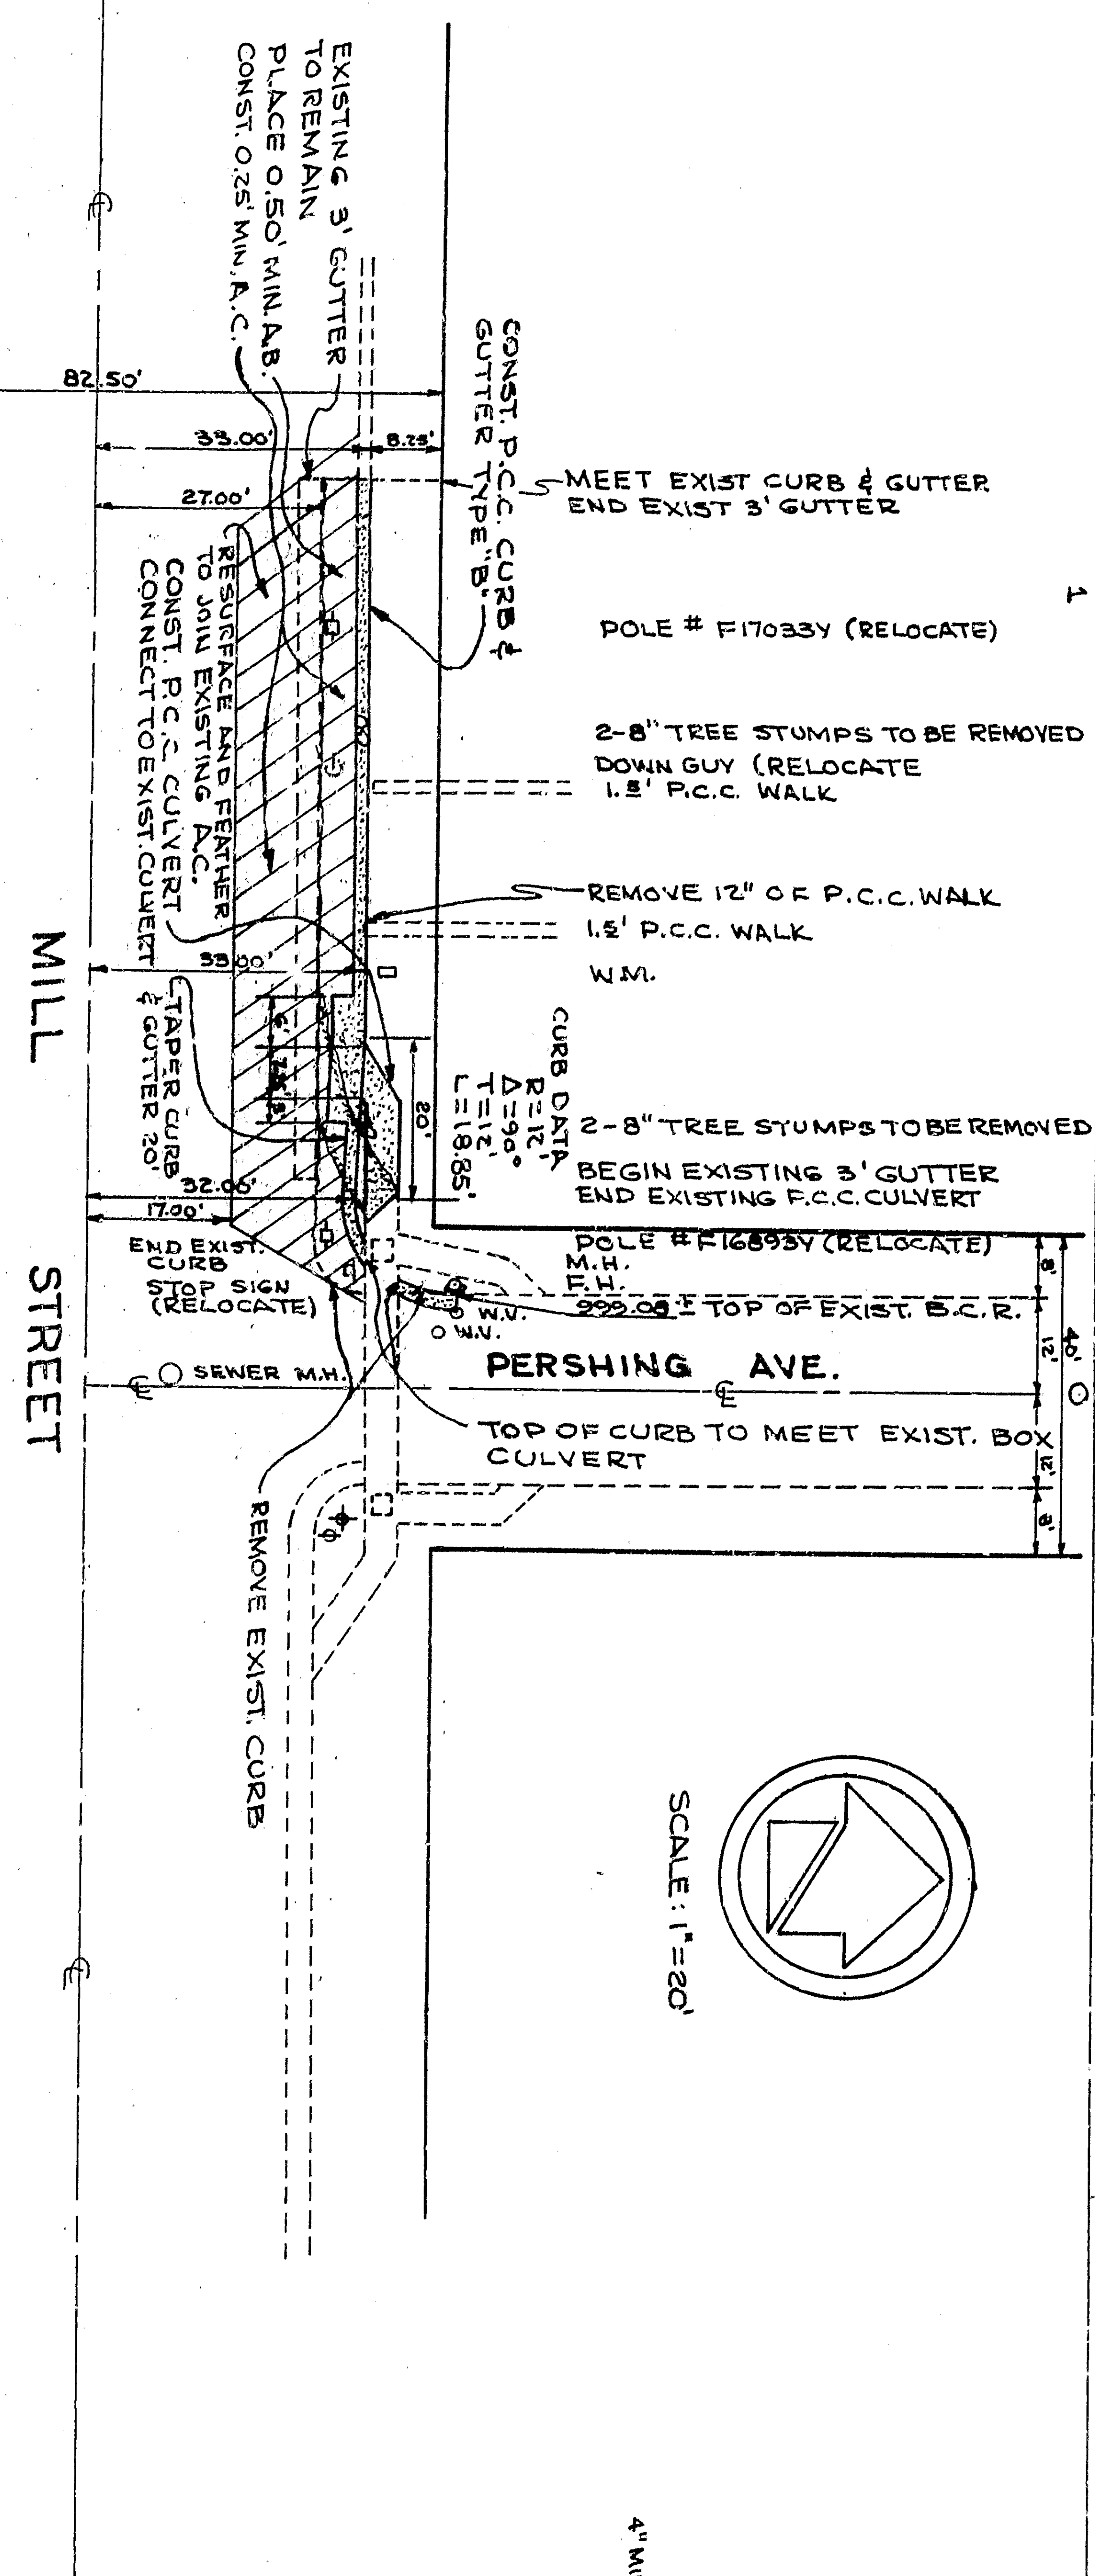 EXISTING 3' GUTTER
TO REMAIN
PLACE 0.50' MIN. A.B.
CONST. 0.25' MIN. A.C.
82.50'
33.00'
8.25'
27.00'
CONST. P.C.C. CURB &
GUTTER TYPE "B"
MEET EXIST CURB & GUTTER
END EXIST 3' GUTTER
1
POLE # F17033Y (RELOCATE)
2-8" TREE STUMPS TO BE REMOVED
DOWN GUY (RELOCATE
P.C.C. WALK
REMOVE 12" OF P.C.C. WALK
1.5' P.C.C. WALK
W.M.
RESURFACE AND FEATHER
TO JOIN EXISTING A.C.
CONST. P.C.C. CULVERT
CONNECT TO EXIST. CULVERT
33.00'
TAPER CURB
& GUTTER 20'
6'
20'
CURB DATA
R=12'
Δ=90°
T=12'
L=18.85'
2-8" TREE STUMPS TO BE REMOVED
BEGIN EXISTING 3' GUTTER
END EXISTING P.C.C. CULVERT
32.00'
17.00'
END EXIST.
CURB
STOP SIGN
(RELOCATE)
POLE # F16893Y (RELOCATE)
M.H.
F.H.
999.08± TOP OF EXIST. B.C.R.
W.V.
W.V.
8'
12'
40'
12'
8'
SEWER M.H.
PERSHING AVE.
TOP OF CURB TO MEET EXIST. BOX
CULVERT
REMOVE EXIST. CURB
MILL STREET
SCALE: 1"=20'
4"